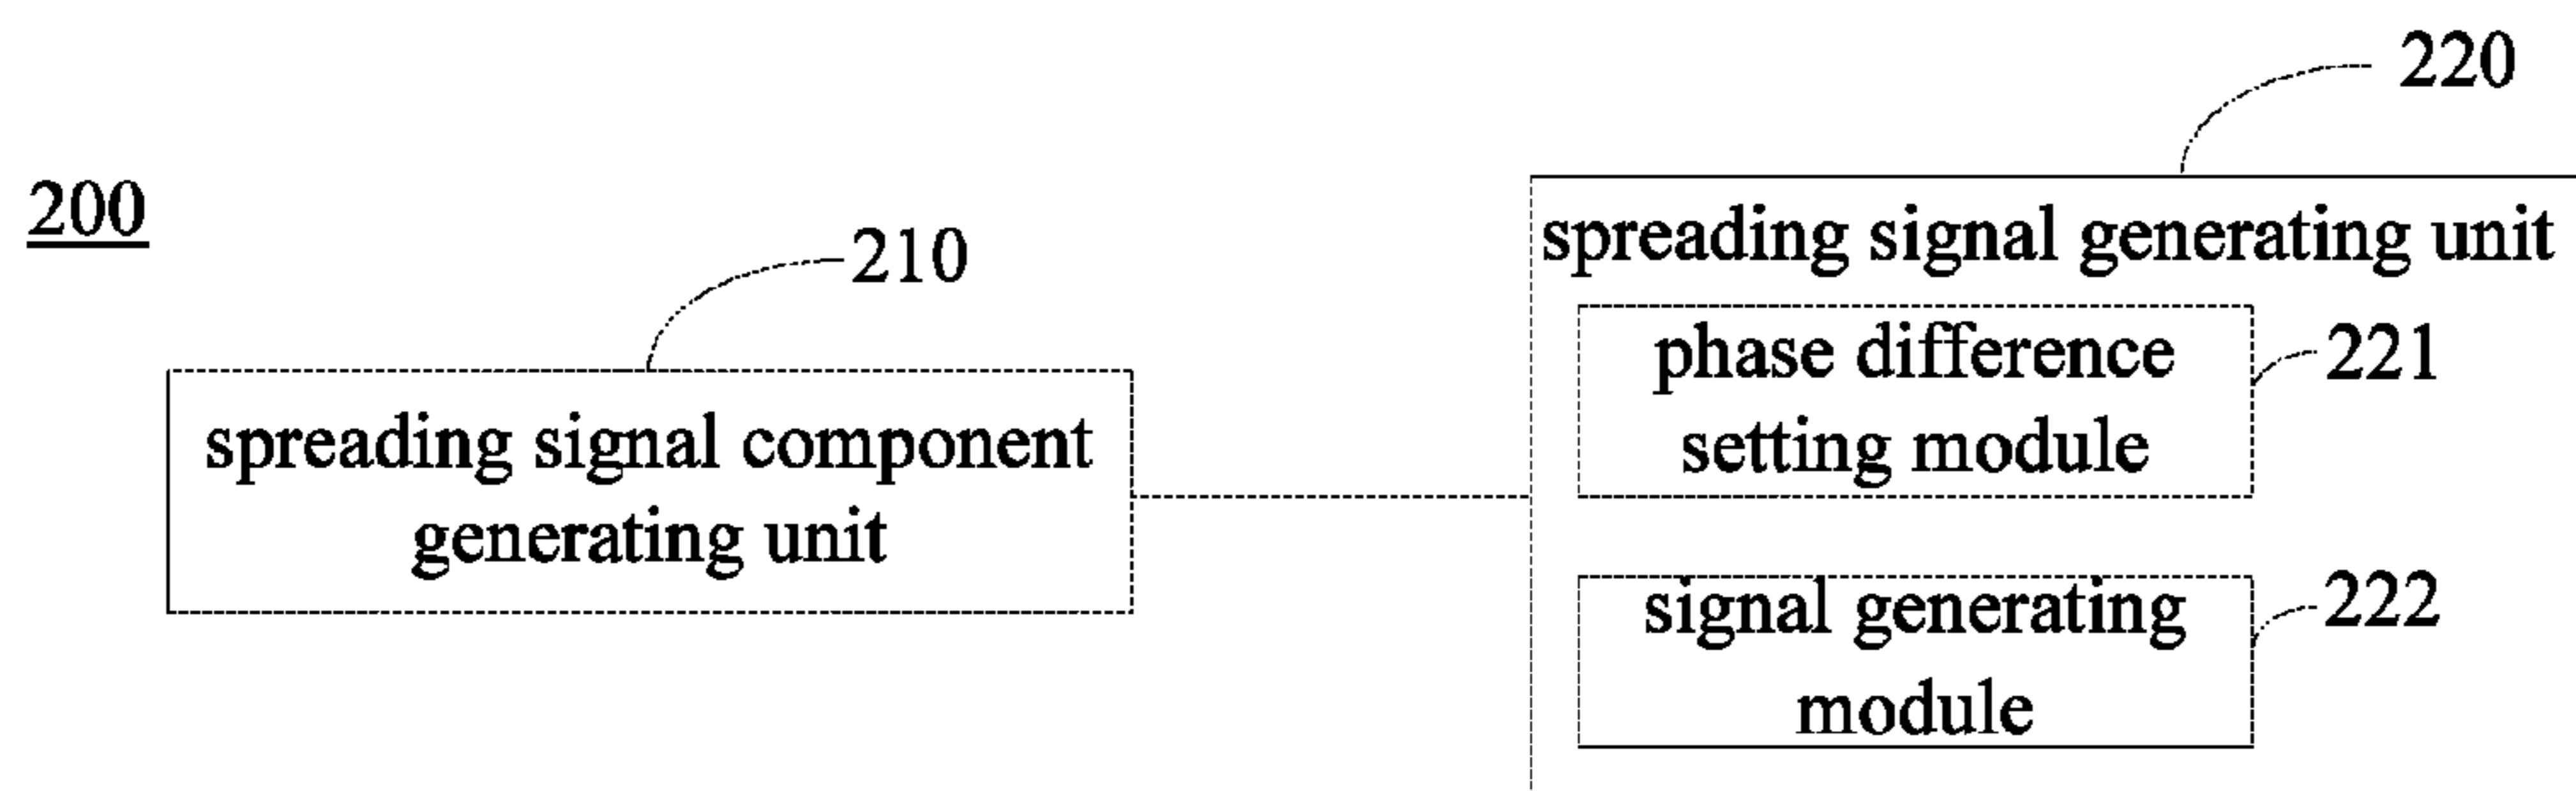 200
210
spreading signal component
generating unit
220
spreading signal generating unit
phase difference
setting module
221
signal generating
module
222